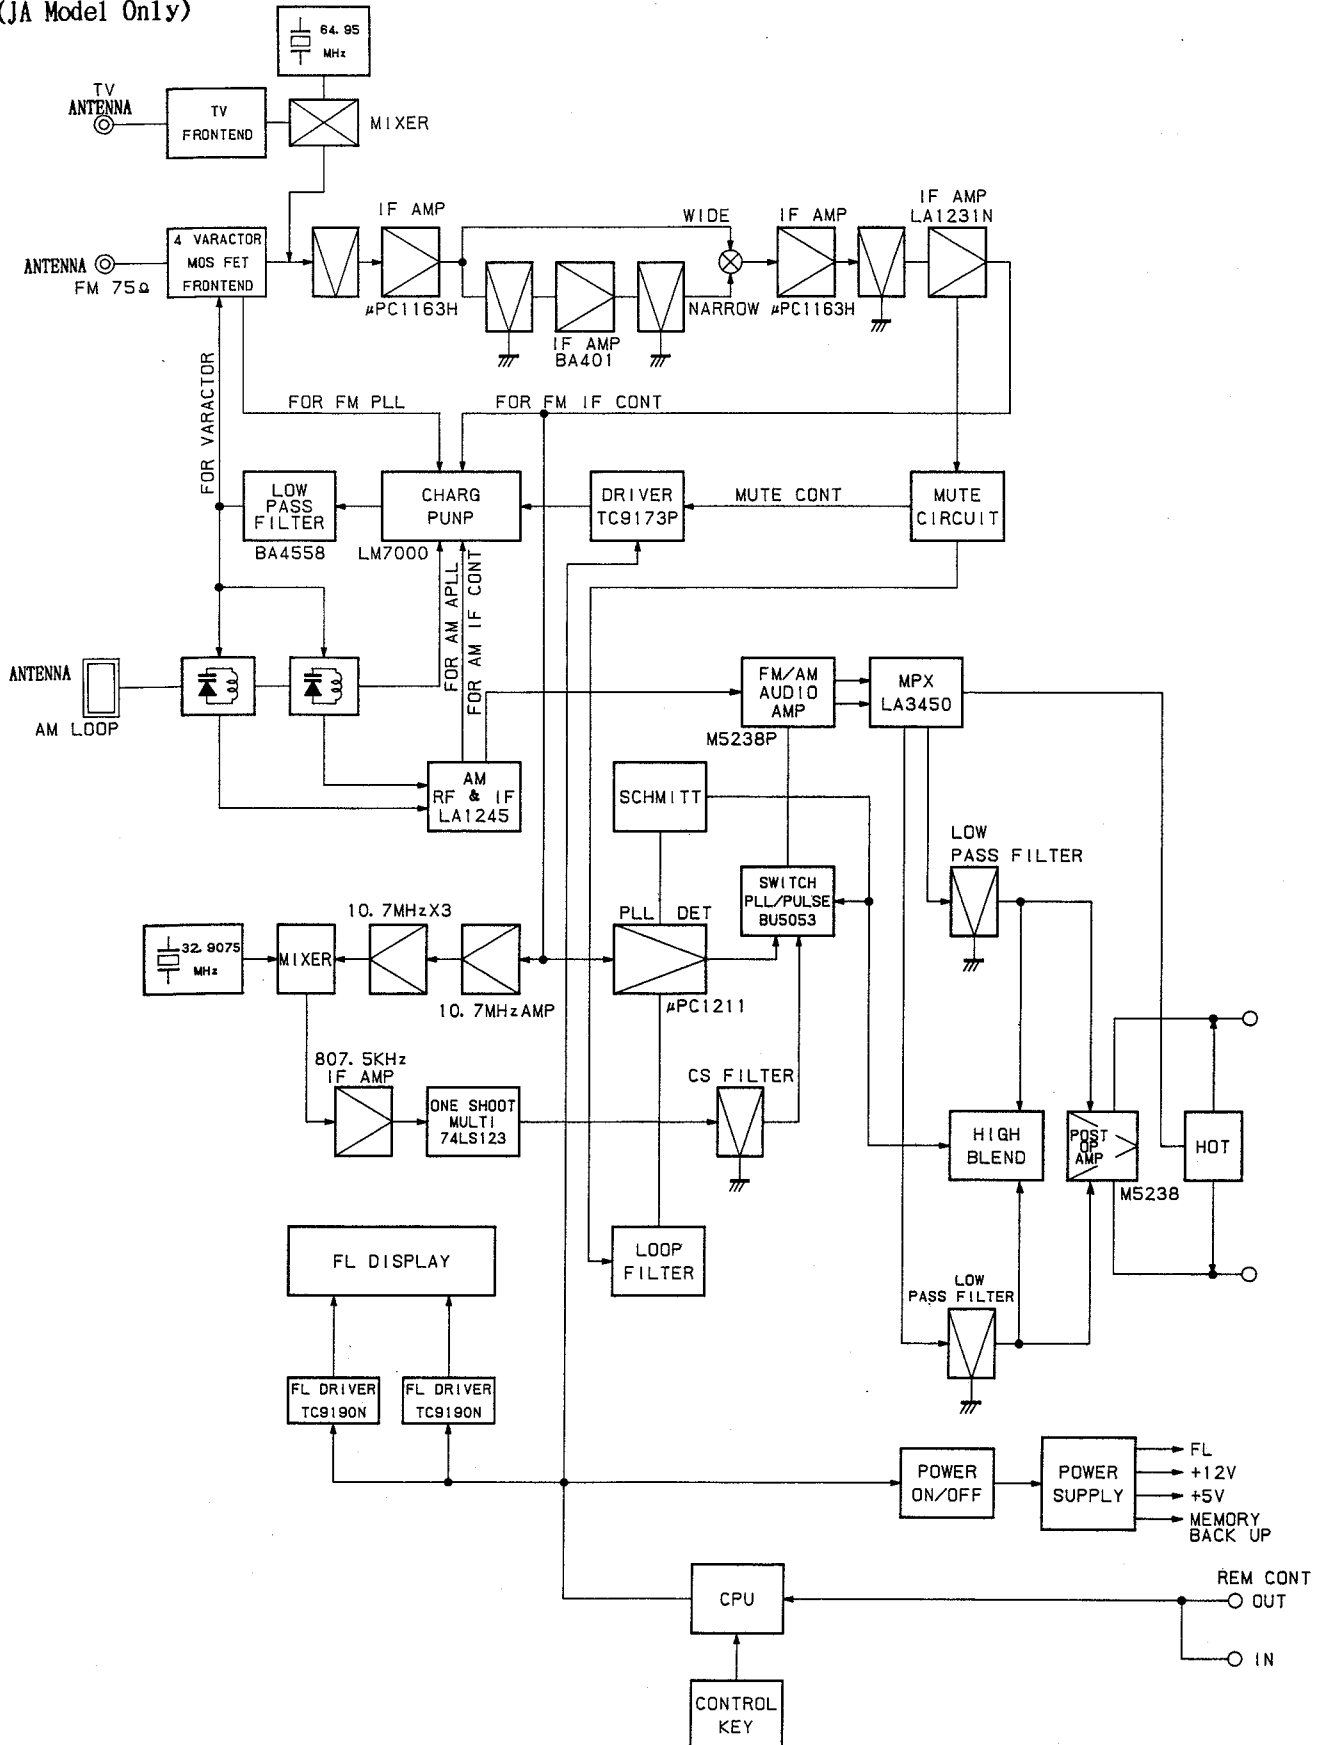 (JA Model Only)
64.95
MHz
TV
ANTENNA
TV
FRONTEND
MIXER
IF AMP
WIDE
IF AMP
IF AMP
LA1231N
4 VARACTOR
MOS FET
FRONTEND
ANTENNA
FM 75Ω
μPC1163H
NARROW
μPC1163H
IF AMP
BA401
FOR VARACTOR
FOR FM PLL
FOR FM IF CONT
LOW
PASS
FILTER
BA4558
CHARG
PUNP
LM7000
DRIVER
TC9173P
MUTE CONT
MUTE
CIRCUIT
FOR AM APLL
FOR AM IF CONT
ANTENNA
AM LOOP
FM/AM
AUDIO
AMP
M5238P
MPX
LA3450
AM
RF & IF
LA1245
SCHMITT
LOW
PASS FILTER
SWITCH
PLL/PULSE
BU5053
10.7MHzX3
PLL DET
32.9075
MHz
MIXER
10.7MHzAMP
μPC1211
807.5KHz
IF AMP
ONE SHOOT
MULTI
74LS123
CS FILTER
HIGH
BLEND
POST
OP
AMP
M5238
HOT
FL DISPLAY
LOOP
FILTER
LOW
PASS FILTER
FL DRIVER
TC9190N
FL DRIVER
TC9190N
POWER
ON/OFF
POWER
SUPPLY
FL
+12V
+5V
MEMORY
BACK UP
CPU
REM CONT
OUT
IN
CONTROL
KEY